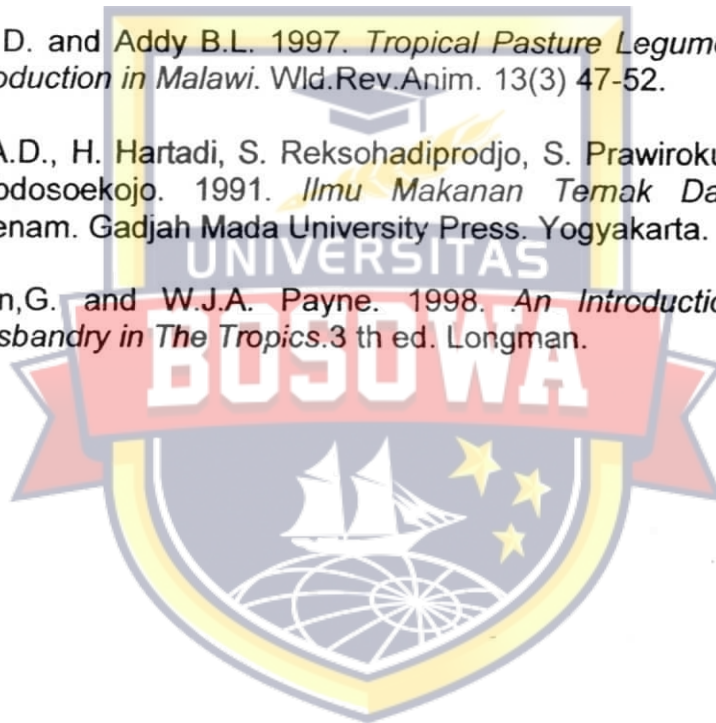 D. and Addy B.L. 1997. Tropical Pasture Legum
oduction in Malawi. Wld.Rev.Anim. 13(3) 47-52.
A.D., H. Hartadi, S. Reksohadiprodjo, S. Prawiroku
odosoekojo. 1991. Ilmu Makanan Ternak Da
enam. Gadjah Mada University Press. Yogyakarta.
UNIVERSITAS
n,G. and W.J.A. Payne. 1998. An Introductio
sbandry in The Tropics.3 th ed. Longman.
BOSOWA